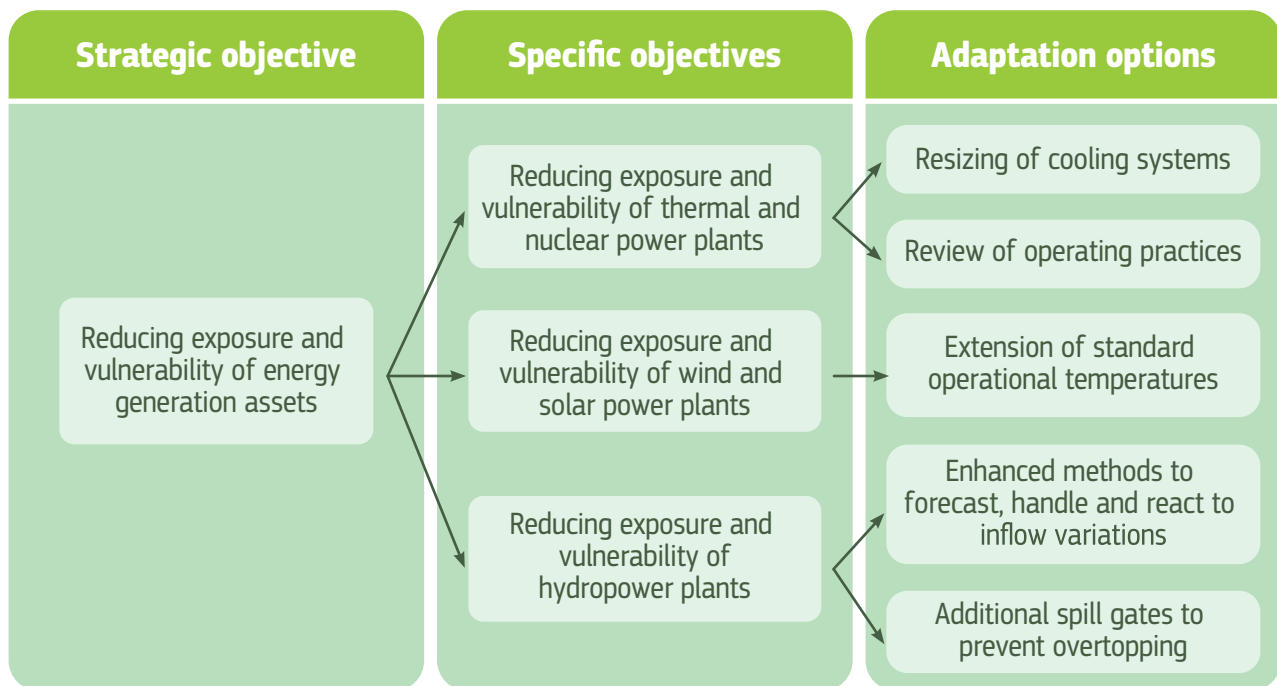 Strategic objective
Specific objectives
Adaptation options
Reducing exposure and
vulnerability of energy
generation assets
Reducing exposure and
vulnerability of thermal and
nuclear power plants
Reducing exposure and
vulnerability of wind and
solar power plants
Reducing exposure and
vulnerability of
hydropower plants
Resizing of cooling systems
Review of operating practices
Extension of standard
operational temperatures
Enhanced methods to
forecast, handle and react to
inflow variations
Additional spill gates to
prevent overtopping